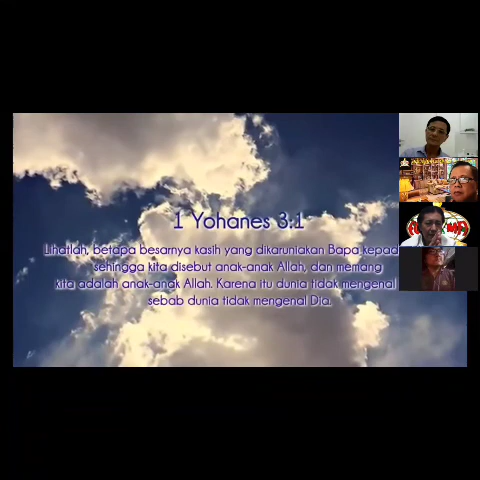 1 Yohanes 3:1
Lihatlah, betapa besarnya kasih yang dikaruniakan Bapa kepad
sehingga kita disebut anak-anak Allah, dan memang
kita adalah anak-anak Allah. Karena itu dunia tidak mengenal
sebab dunia tidak mengenal Dia.